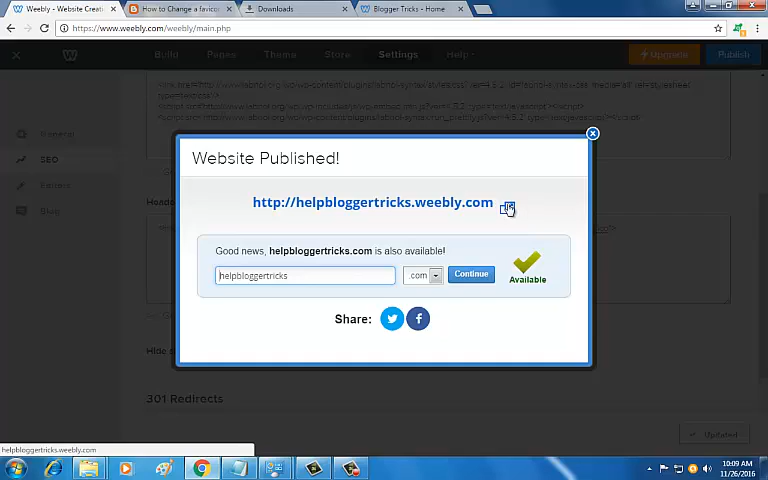 Weebly - Website Creat
How to Change a favico
Downloads
Blogger Tricks - Home
https://www.weebly.com/weebly/main.php
Build
Pages
Theme
Store
Settings
Help
Upgrade
Publish
General
SEO
Editors
Blog
Website Published!
http://helpbloggertricks.weebly.com
Good news, helpbloggertricks.com is also available!
helpbloggertricks
.com
Continue
Available
Share:
Hide
301 Redirects
Updated
helpbloggertricks.weebly.com
10:09 AM
11/26/2016